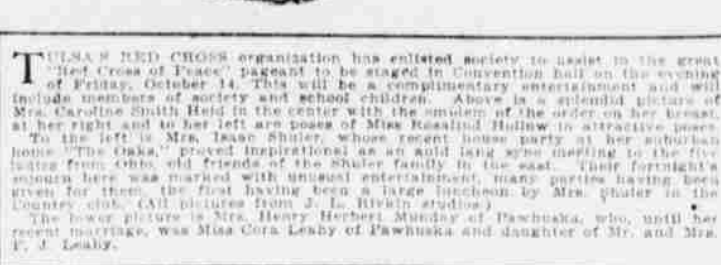 TULSA'S RED CROSS organization has enlisted society to assist in the great
"Red Cross of Peace" pageant to be staged in Convention hall on the evening
of Friday, October 14. This will be a complimentary entertainment and will
include members of society and school children. Above is a splendid picture of
Mrs. Caroline Smith Held in the center with the emblem of the order on her breast,
at her right and to her left are poses of Miss Rosalind Hullow in attractive poses.
To the left is Mrs. Isaac Shuler, whose recent house party at her suburban
home "The Oaks," proved inspirational as an auld lang syne meeting to the five
ladies from Ohio, old friends of the Shuler family in the east. Their fortnight's
sojourn here was marked with unusual entertainment, many parties having been
given for them, the first having been a large luncheon by Mrs. Shuler in the
Country club. (All pictures from J. L. Rivkin studios)
The lower picture is Mrs. Henry Herbert Munday of Pawhuska, who, until her
recent marriage, was Miss Cora Leahy of Pawhuska and daughter of Mr. and Mrs.
T. J. Leahy.